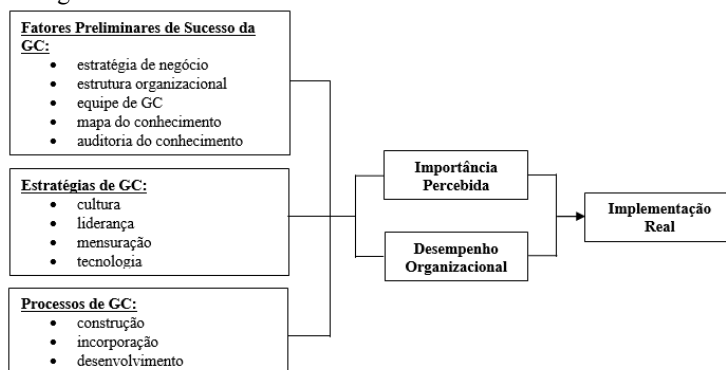 Fatores Preliminares de Sucesso da
GC:
• estratégia de negócio
• estrutura organizacional
• equipe de GC
• mapa do conhecimento
• auditoria do conhecimento
Estratégias de GC:
• cultura
• liderança
• mensuração
• tecnologia
Processos de GC:
• construção
• incorporação
• desenvolvimento
Importância
Percebida
Desempenho
Organizacional
Implementação
Real